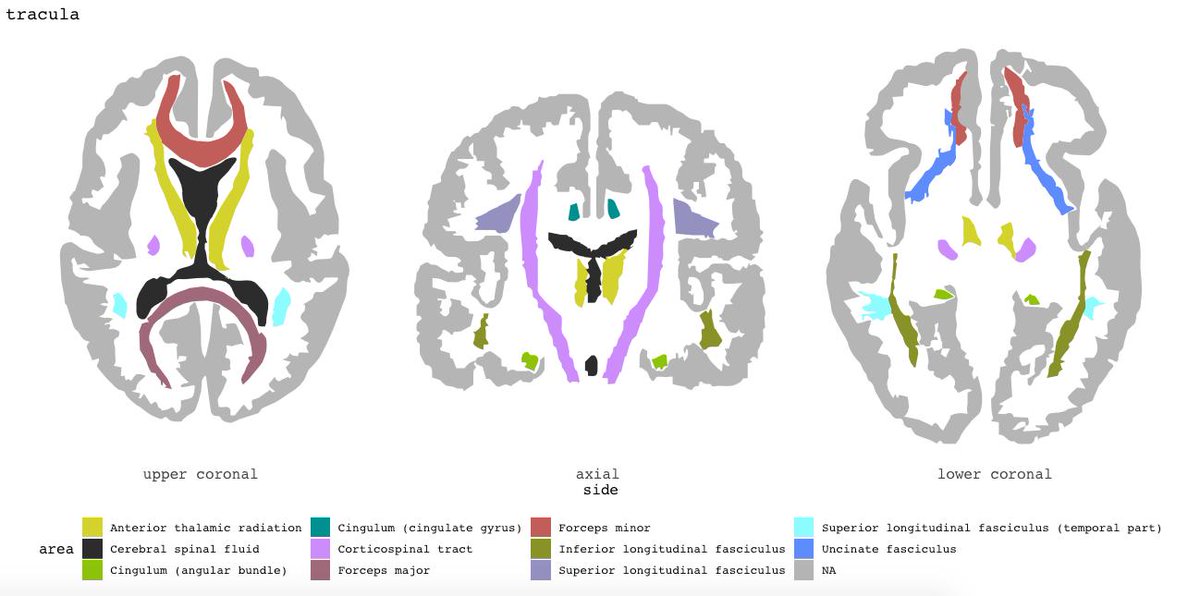 tracula
upper coronal
axial
lower coronal
side
area
Anterior thalamic radiation
Cerebral spinal fluid
Cingulum (angular bundle)
Cingulum (cingulate gyrus)
Corticospinal tract
Forceps major
Forceps minor
Inferior longitudinal fasciculus
Superior longitudinal fasciculus
Superior longitudinal fasciculus (temporal part)
Uncinate fasciculus
NA